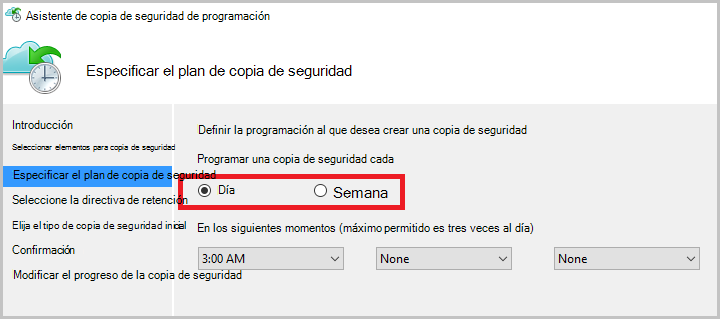 Asistente de copia de seguridad de programación
Especificar el plan de copia de seguridad
Introducción
Seleccionar elementos para copia de seguridad
Especificar el plan de copia de seguridad
Seleccione la directiva de retención
Elija el tipo de copia de seguridad inicial
Confirmación
Modificar el progreso de la copia de seguridad
Definir la programación al que desea crear una copia de seguridad
Programar una copia de seguridad cada
Día Semana
En los siguientes momentos (máximo permitido es tres veces al día)
3:00 AM None None